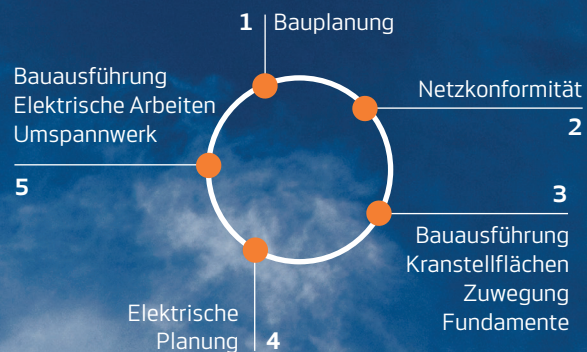 1 Bauplanung
Netzkonformität
2
3
Bauausführung
Kranstellflächen
Zuwegung
Fundamente
Elektrische
Planung 4
Bauausführung
Elektrische Arbeiten
Umspannwerk
5